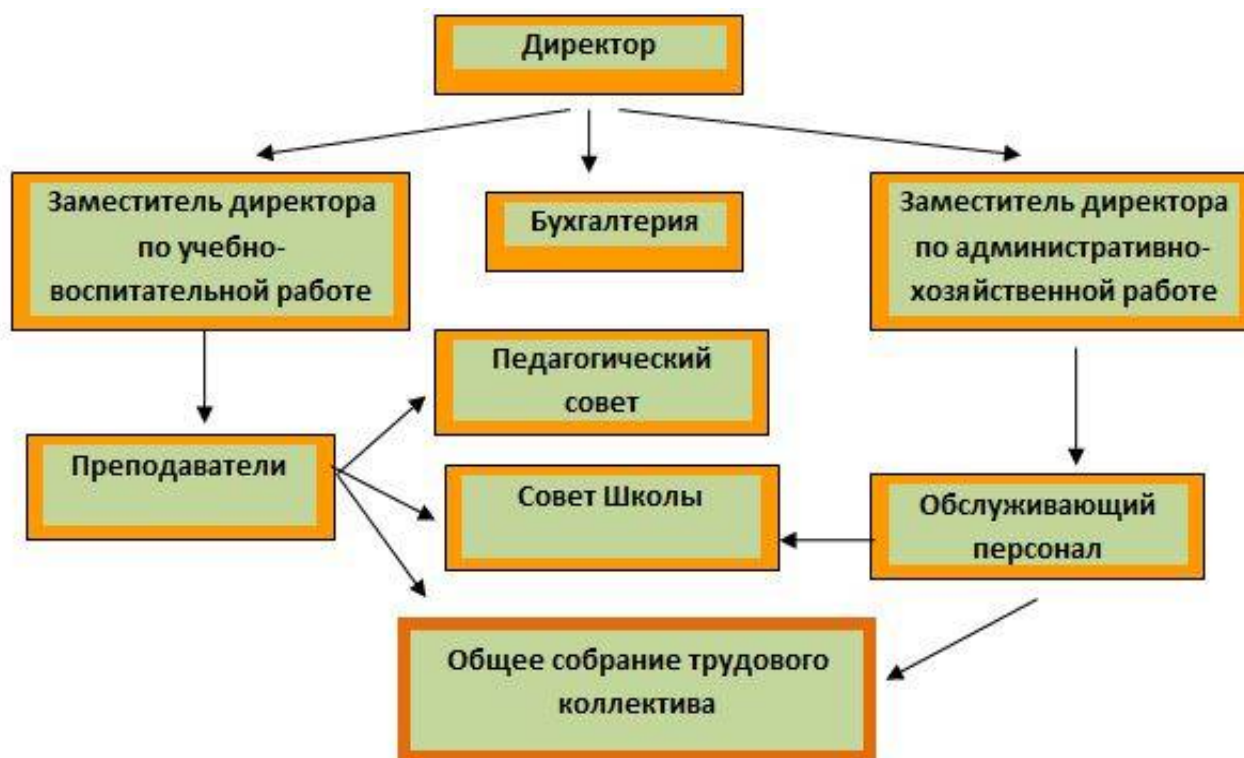 Директор
Заместитель директора
по учебно-
воспитательной работе
Бухгалтерия
Заместитель директора
по административно-
хозяйственной работе
Педагогический
совет
Преподаватели
Совет Школы
Обслуживающий
персонал
Общее собрание трудового
коллектива